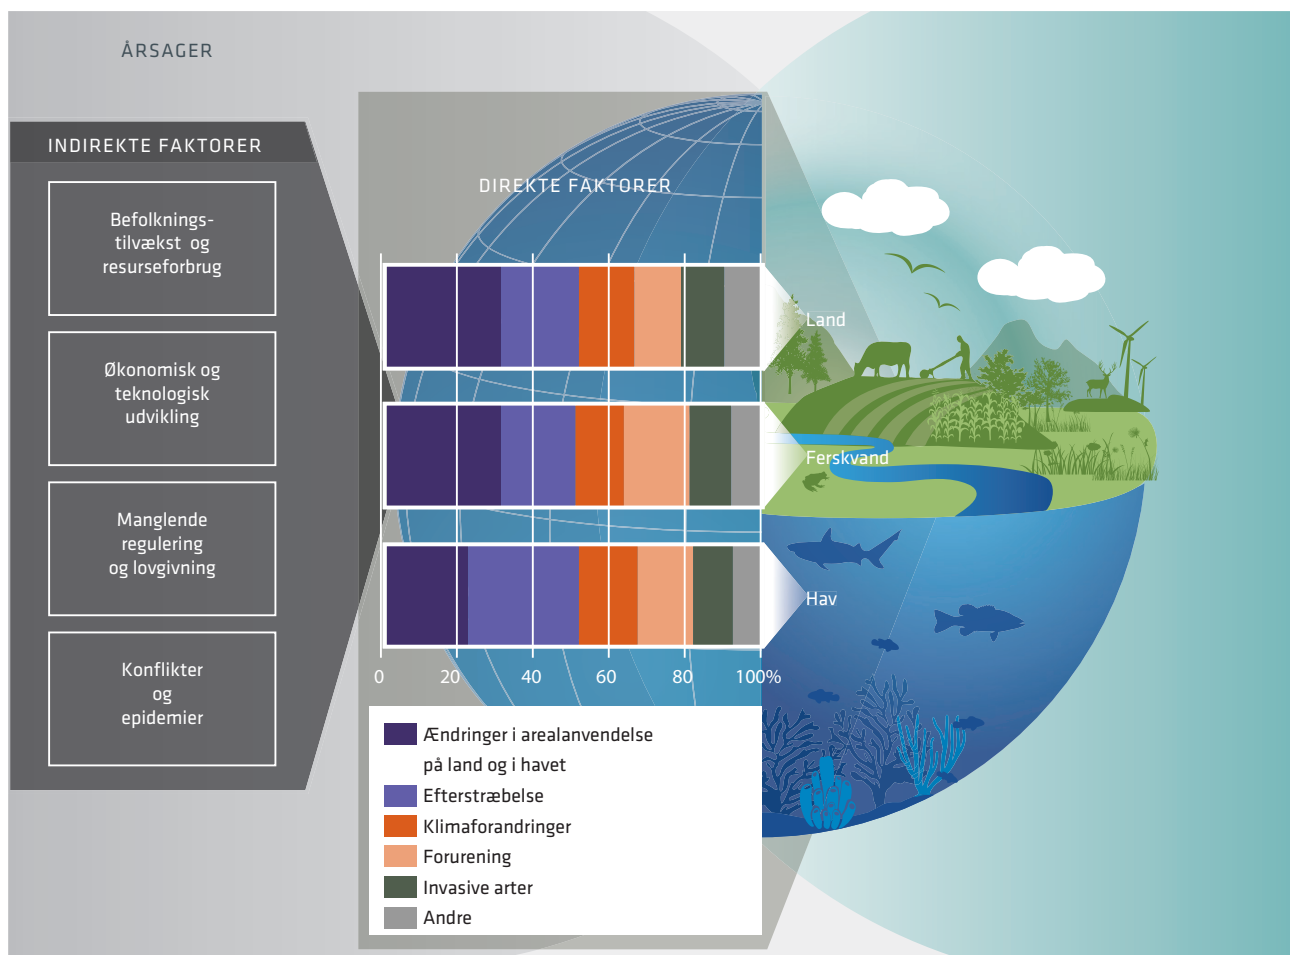 ÅRSAGER
INDIREKTE FAKTORER
Befolknings-
tilvækst og
resurseforbrug
Økonomisk og
teknologisk
udvikling
Manglende
regulering
og lovgivning
Konflikter
og
epidemier
DIREKTE FAKTORER
Land
Ferskvand
Hav
0 20 40 60 80 100%
Ændringer i arealanvendelse
på land og i havet
Efterstræbelse
Klimaforandringer
Forurening
Invasive arter
Andre